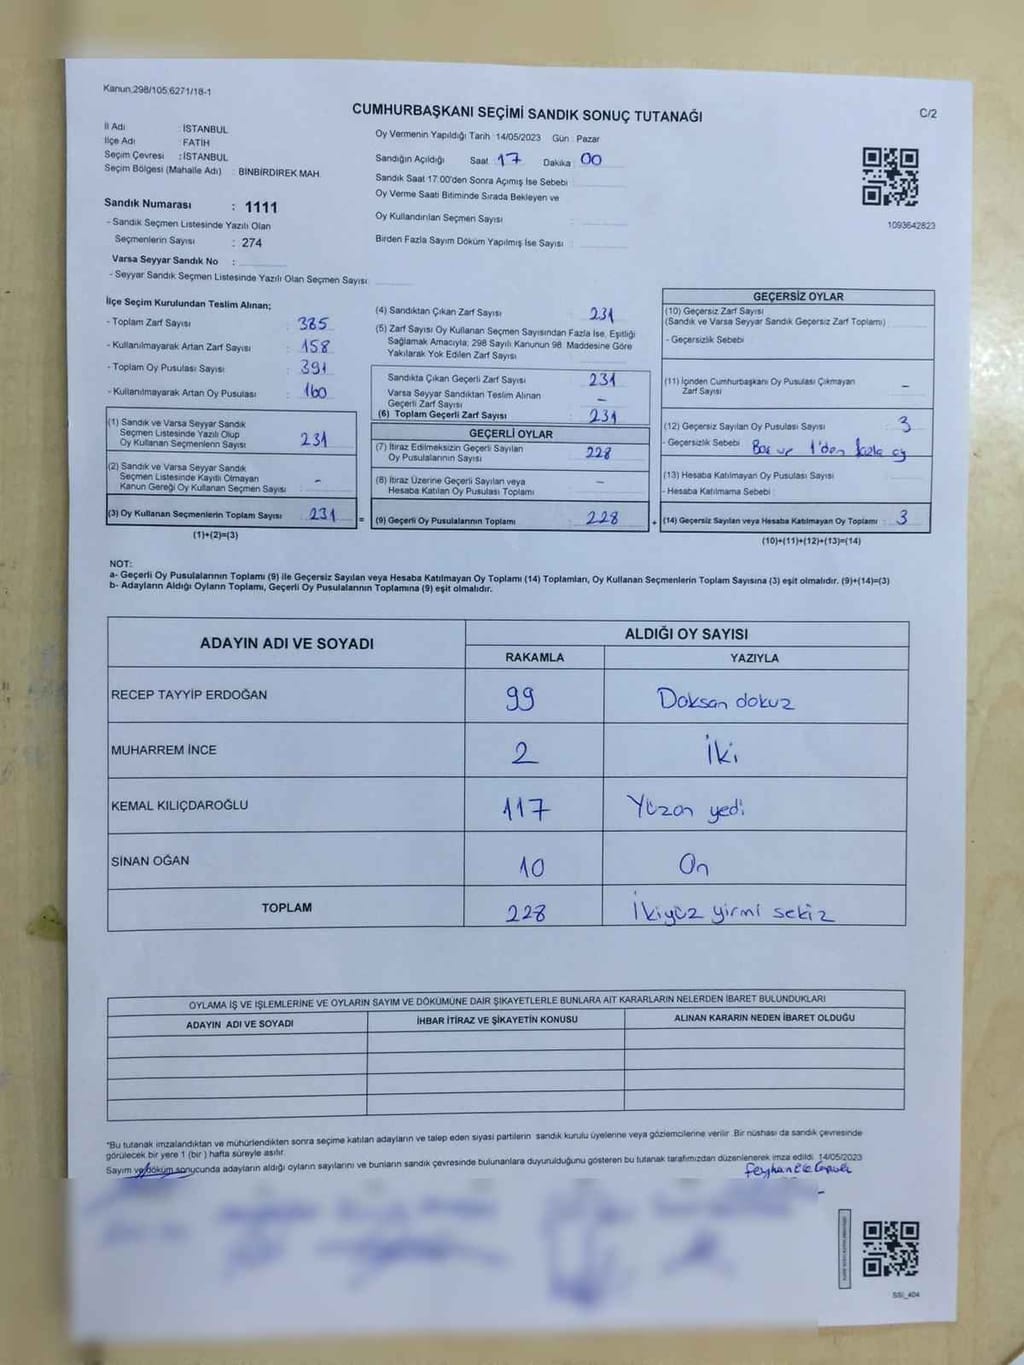 Kanun.298/105,6271/18-1
CUMHURBAŞKANI SEÇİMİ SANDIK SONUÇ TUTANAĞI
C/2
İl Adı : İSTANBUL
İlçe Adı : FATİH
Seçim Çevresi : İSTANBUL
Seçim Bölgesi (Mahalle Adı) : BİNBİRDİREK MAH.
Oy Vermenin Yapıldığı Tarih 14/05/2023 Gün : Pazar
Sandığın Açıldığı Saat 17 Dakika 00
Sandık Saat 17:00'den Sonra Açımış İse Sebebi
Oy Verme Saati Bitiminde Sırada Bekleyen ve
Oy Kullandırılan Seçmen Sayısı :
Birden Fazla Sayım Döküm Yapılmış İse Sayısı :
1093642823
Sandık Numarası : 1111
- Sandık Seçmen Listesinde Yazılı Olan
Seçmenlerin Sayısı : 274
Varsa Seyyar Sandık No :
- Seyyar Sandık Seçmen Listesinde Yazılı Olan Seçmen Sayısı:
İlçe Seçim Kurulundan Teslim Alınan;
- Toplam Zarf Sayısı : 385
- Kullanılmayarak Artan Zarf Sayısı : 158
- Toplam Oy Pusulası Sayısı : 391
- Kullanılmayarak Artan Oy Pusulası : 160
(1) Sandık ve Varsa Seyyar Sandık
Seçmen Listesinde Yazılı Olup
Oy Kullanan Seçmenlerin Sayısı : 231
(2) Sandık ve Varsa Seyyar Sandık
Seçmen Listesinde Kayıtlı Olmayan
Kanun Gereği Oy Kullanan Seçmen Sayısı : -
(3) Oy Kullanan Seçmenlerin Toplam Sayısı : 231
(1)+(2)=(3)
(4) Sandıktan Çıkan Zarf Sayısı 231
(5) Zarf Sayısı Oy Kullanan Seçmen Sayısından Fazla İse, Eşitliği
Sağlamak Amacıyla; 298 Sayılı Kanunun 98. Maddesine Göre
Yakılarak Yok Edilen Zarf Sayısı
Sandıkta Çıkan Geçerli Zarf Sayısı 231
Varsa Seyyar Sandıktan Teslim Alınan
Geçerli Zarf Sayısı -
(6) Toplam Geçerli Zarf Sayısı 231
GEÇERLİ OYLAR
(7) İtiraz Edilmeksizin Geçerli Sayılan
Oy Pusulalarının Sayısı 228
(8) İtiraz Üzerine Geçerli Sayılan veya
Hesaba Katılan Oy Pusulası Toplamı -
= (9) Geçerli Oy Pusulalarının Toplamı 228 +
GEÇERSİZ OYLAR
(10) Geçersiz Zarf Sayısı
(Sandık ve Varsa Seyyar Sandık Geçersiz Zarf Toplamı)
- Geçersizlik Sebebi
(11) İçinden Cumhurbaşkanı Oy Pusulası Çıkmayan
Zarf Sayısı -
(12) Geçersiz Sayılan Oy Pusulası Sayısı 3
- Geçersizlik Sebebi Boş ve 1'den fazla oy
(13) Hesaba Katılmayan Oy Pusulası Sayısı
- Hesaba Katılmama Sebebi
(14) Geçersiz Sayılan veya Hesaba Katılmayan Oy Toplamı : 3
(10)+(11)+(12)+(13)=(14)
NOT:
a- Geçerli Oy Pusulalarının Toplamı (9) ile Geçersiz Sayılan veya Hesaba Katılmayan Oy Toplamı (14) Toplamları, Oy Kullanan Seçmenlerin Toplam Sayısına (3) eşit olmalıdır. (9)+(14)=(3)
b- Adayların Aldığı Oyların Toplamı, Geçerli Oy Pusulalarının Toplamına (9) eşit olmalıdır.
ADAYIN ADI VE SOYADI
ALDIĞI OY SAYISI
RAKAMLA YAZIYLA
RECEP TAYYİP ERDOĞAN 99 Doksan dokuz
MUHARREM İNCE 2 İki
KEMAL KILIÇDAROĞLU 117 Yüzon yedi
SİNAN OĞAN 10 On
TOPLAM 228 İkiyüz yirmi sekiz
OYLAMA İŞ VE İŞLEMLERİNE VE OYLARIN SAYIM VE DÖKÜMÜNE DAİR ŞİKAYETLERLE BUNLARA AİT KARARLARIN NELERDEN İBARET BULUNDUKLARI
ADAYIN ADI VE SOYADI İHBAR İTİRAZ VE ŞİKAYETİN KONUSU ALINAN KARARIN NEDEN İBARET OLDUĞU
*Bu tutanak imzalandıktan ve mühürlendikten sonra seçime katılan adayların ve talep eden siyasi partilerin sandık kurulu üyelerine veya gözlemcilerine verilir. Bir nüshası da sandık çevresinde
görülecek bir yere 1 (bir ) hafta süreyle asılır.
Sayım ve döküm sonucunda adayların aldığı oyların sayılarını ve bunların sandık çevresinde bulunanlara duyurulduğunu gösteren bu tutanak tarafımızdan düzenlenerek imza edildi. 14/05/2023
SSI_404